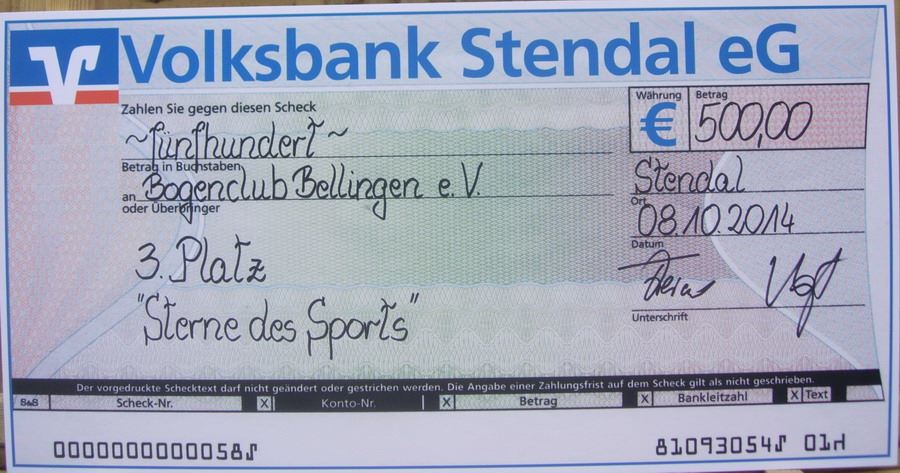 Volksbank Stendal eG
Zahlen Sie gegen diesen Scheck
Währung
Betrag
~fünfhundert~
€
500,00
Betrag in Buchstaben
an Bogenclub Bellingen e.V.
oder Überbringer
Stendal
Ort
08.10.2014
Datum
3. Platz
"Sterne des Sports"
Unterschrift
Der vorgedruckte Schecktext darf nicht geändert oder gestrichen werden. Die Angabe einer Zahlungsfrist auf dem Scheck gilt als nicht geschrieben.
S&S Scheck-Nr. X Konto-Nr. X Betrag X Bankleitzahl X Text
0000000000058⑀ 81093054⑀ 01⑁